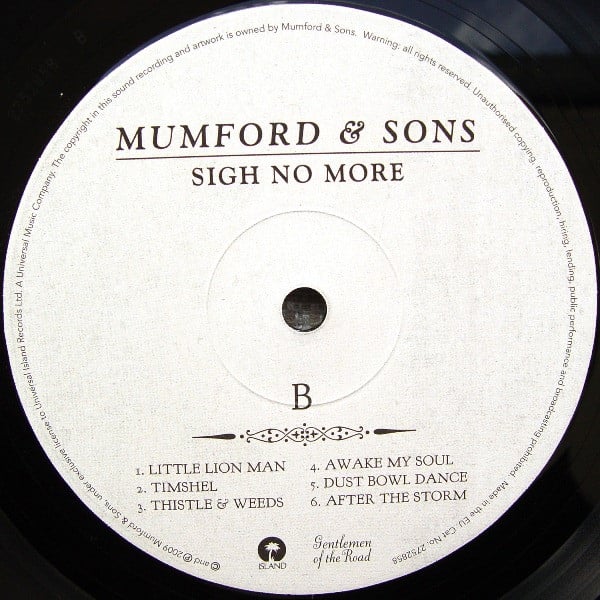 MUMFORD & SONS
SIGH NO MORE
B
1. LITTLE LION MAN
2. TIMSHEL
3. THISTLE & WEEDS
4. AWAKE MY SOUL
5. DUST BOWL DANCE
6. AFTER THE STORM
ISLAND
Gentlemen
of the Road
© and ℗ 2009 Mumford & Sons under exclusive license to Universal Island Records Ltd. A Universal Music Company. The copyright in this sound recording and artwork is owned by Mumford & Sons. Warning: all rights reserved. Unauthorised copying, reproduction, hiring, lending, public performance and broadcasting prohibited. Made in the EU. Cat No. 2752858